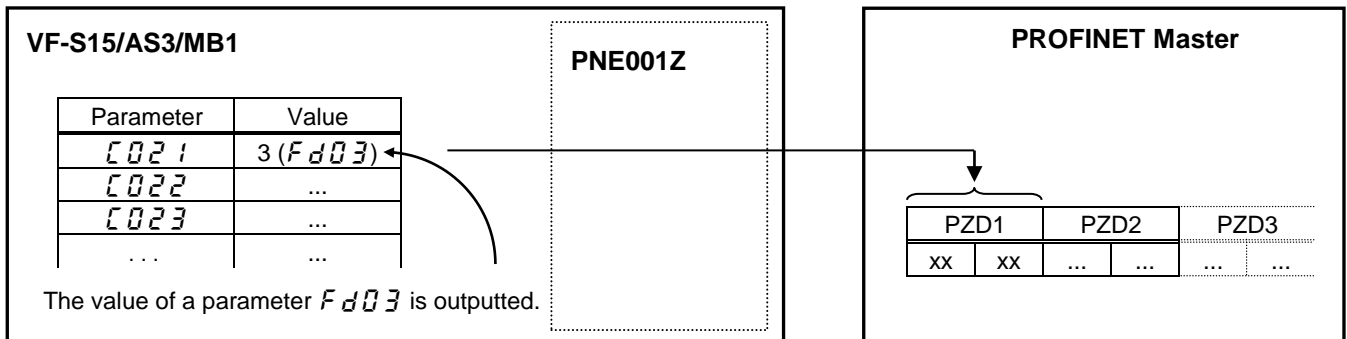 VF-S15/AS3/MB1
PNE001Z
Parameter Value
C021 3 (Fd03)
C022 ...
C023 ...
. . . ...
The value of a parameter Fd03 is outputted.
PROFINET Master
PZD1 PZD2 PZD3
xx xx ... ... ... ...